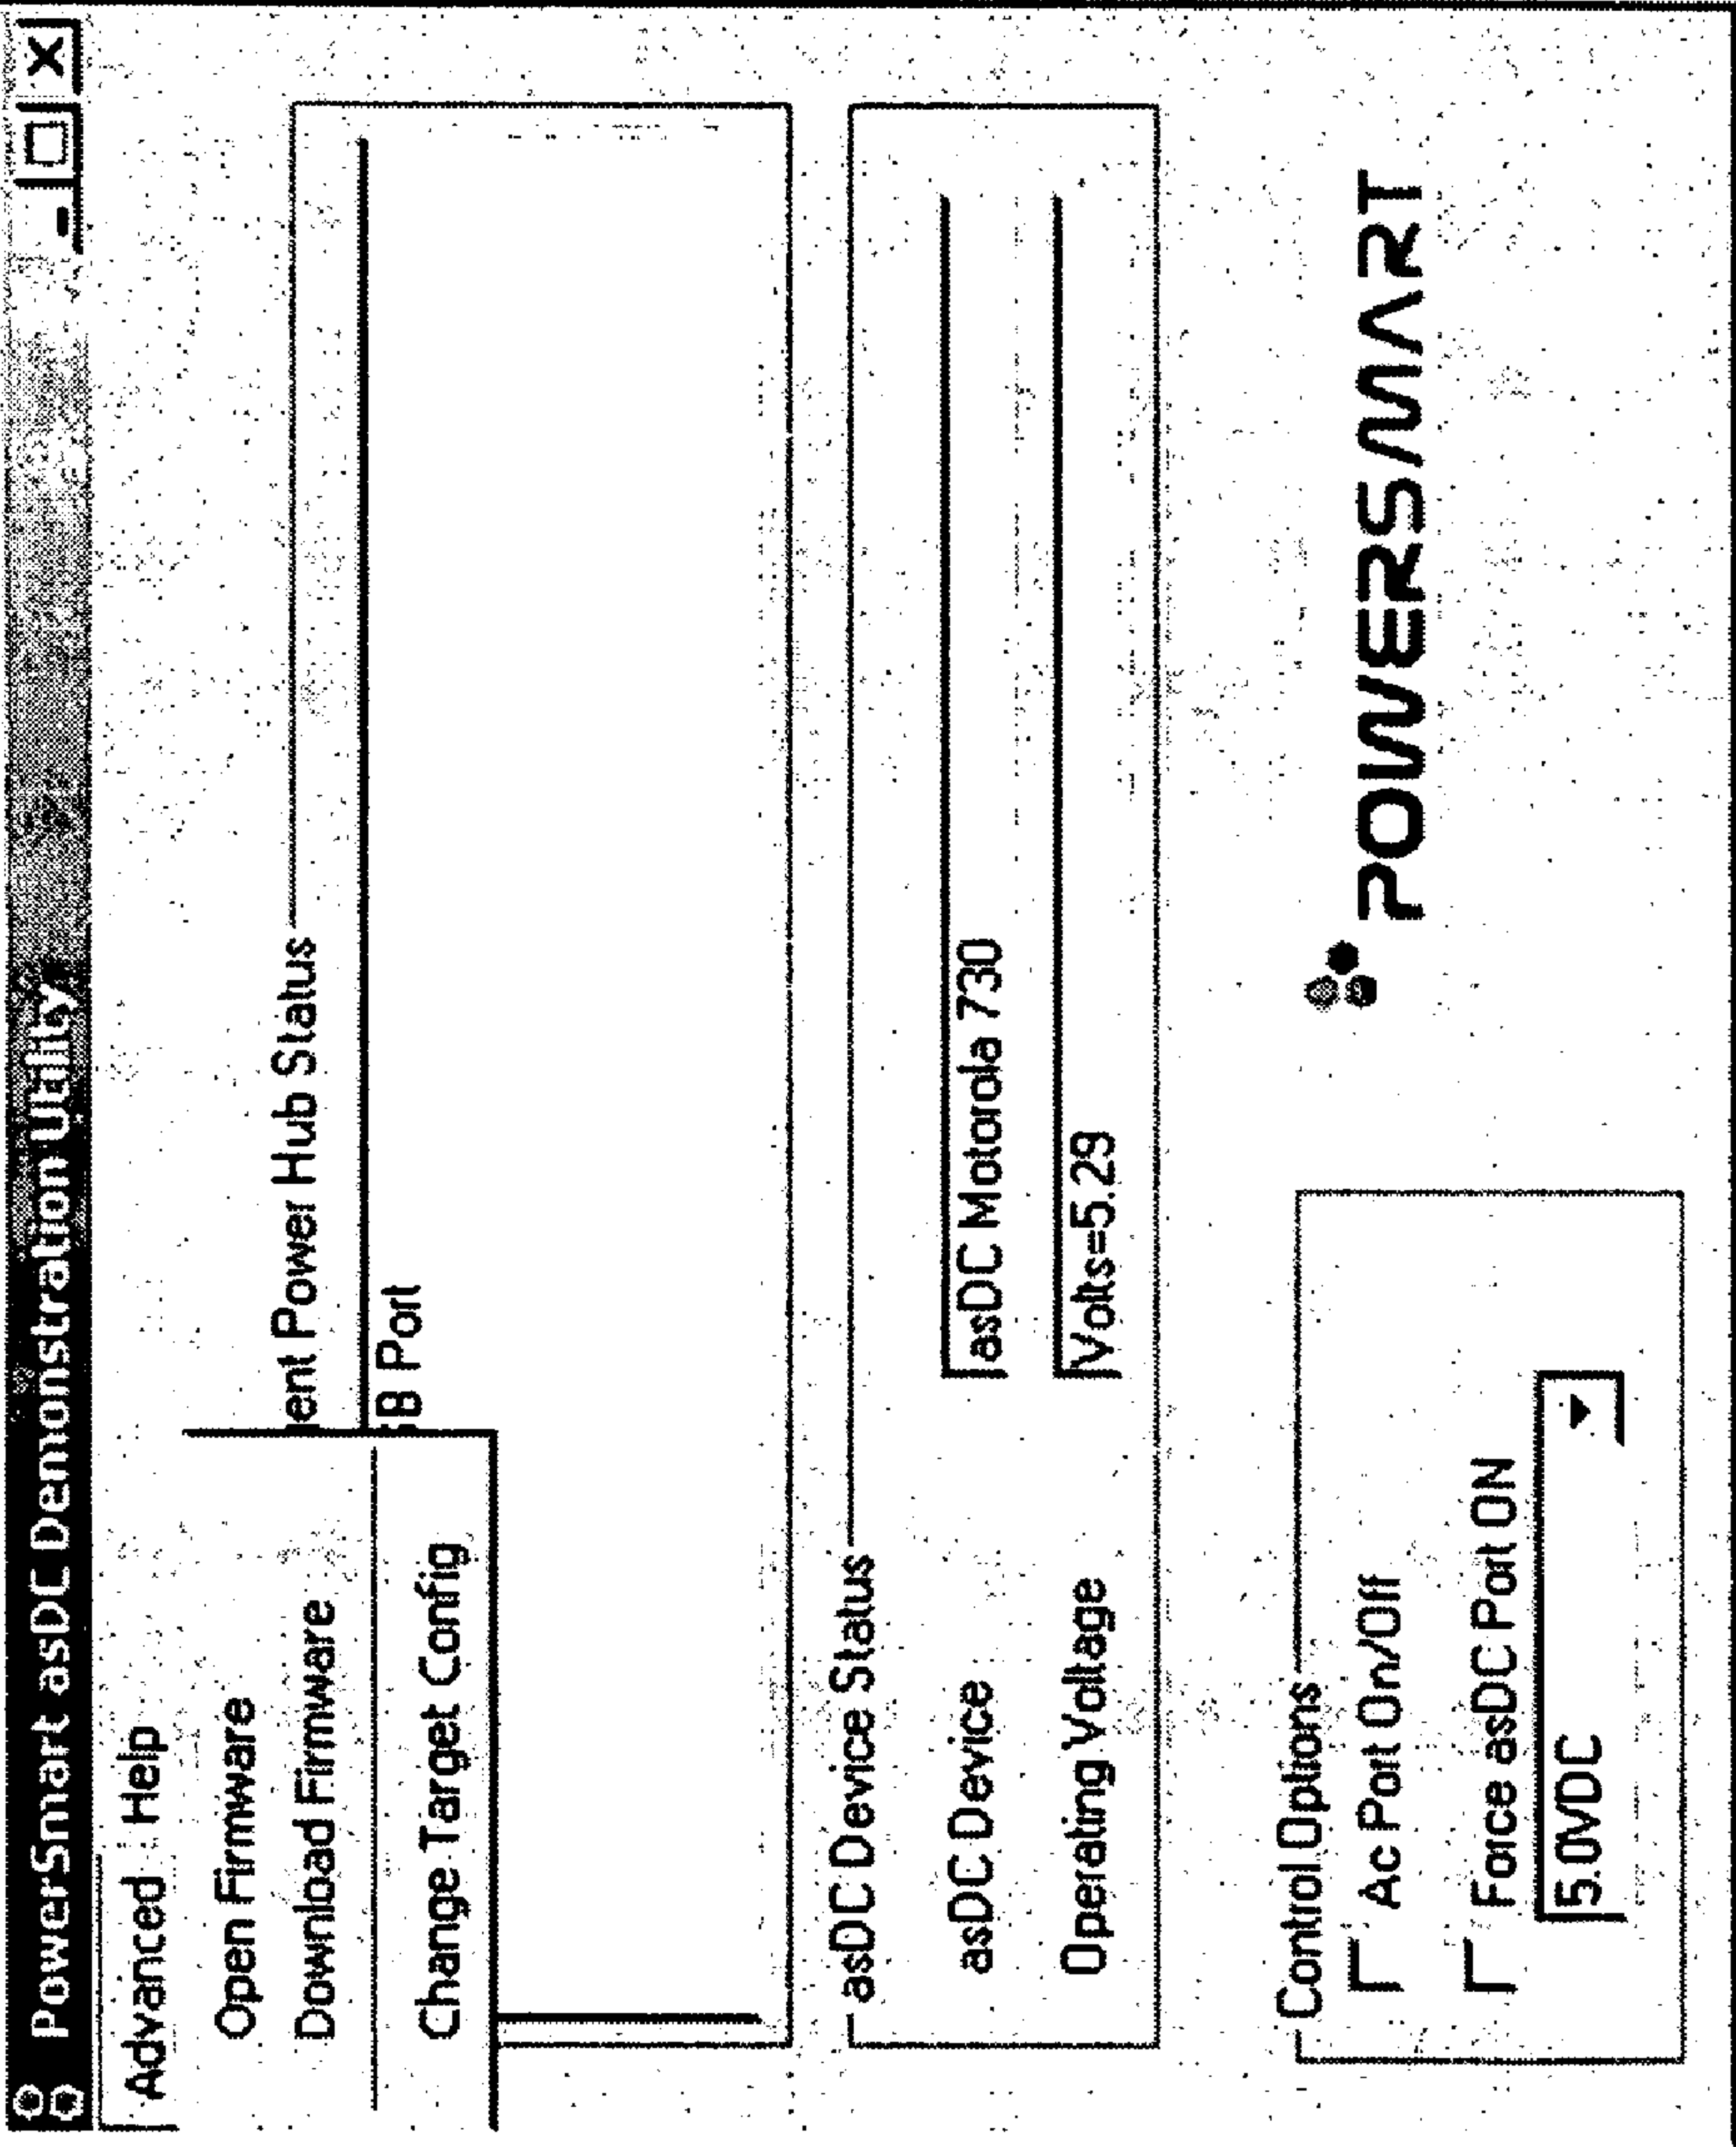 PowerSmart asDC Demonstration Utility
Advanced Help
Open Firmware
Download Firmware
Change Target Config
ent Power Hub Status
B Port
asDC Device Status
asDC Device
asDC Motorola 730
Operating Voltage
Volts=5.29
Control Options
Ac Port On/Off
Force asDC Port ON
5.0VDC
POWERSMART